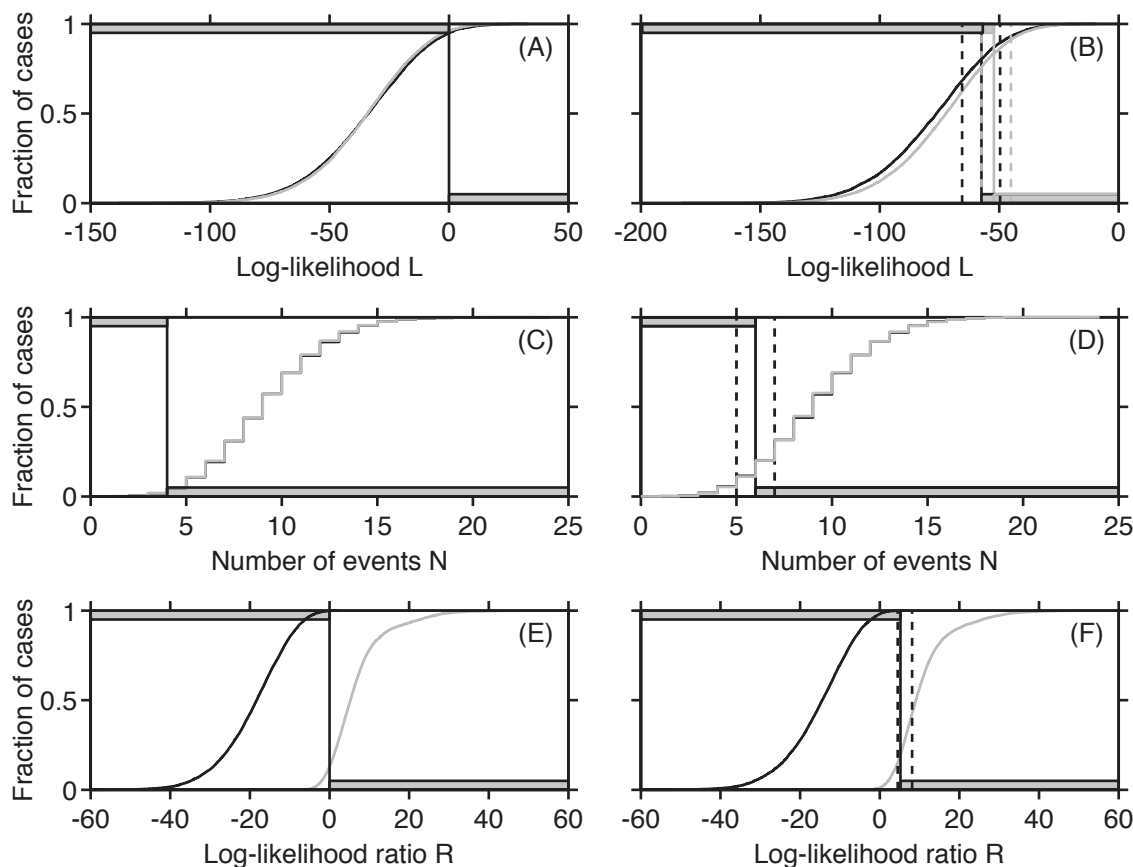 1
0.5
0
Fraction of cases
(A)
-150 -100 -50 0 50
Log-likelihood L
(B)
-200 -150 -100 -50 0
Log-likelihood L
1
0.5
0
Fraction of cases
(C)
0 5 10 15 20 25
Number of events N
(D)
0 5 10 15 20 25
Number of events N
1
0.5
0
Fraction of cases
(E)
-60 -40 -20 0 20 40 60
Log-likelihood ratio R
(F)
-60 -40 -20 0 20 40 60
Log-likelihood ratio R